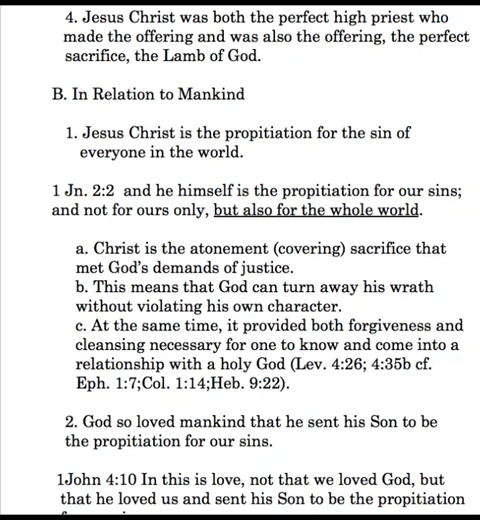 4. Jesus Christ was both the perfect high priest who
made the offering and was also the offering, the perfect
sacrifice, the Lamb of God.
B. In Relation to Mankind
1. Jesus Christ is the propitiation for the sin of
everyone in the world.
1 Jn. 2:2 and he himself is the propitiation for our sins;
and not for ours only, but also for the whole world.
a. Christ is the atonement (covering) sacrifice that
met God's demands of justice.
b. This means that God can turn away his wrath
without violating his own character.
c. At the same time, it provided both forgiveness and
cleansing necessary for one to know and come into a
relationship with a holy God (Lev. 4:26; 4:35b cf.
Eph. 1:7;Col. 1:14;Heb. 9:22).
2. God so loved mankind that he sent his Son to be
the propitiation for our sins.
1John 4:10 In this is love, not that we loved God, but
that he loved us and sent his Son to be the propitiation